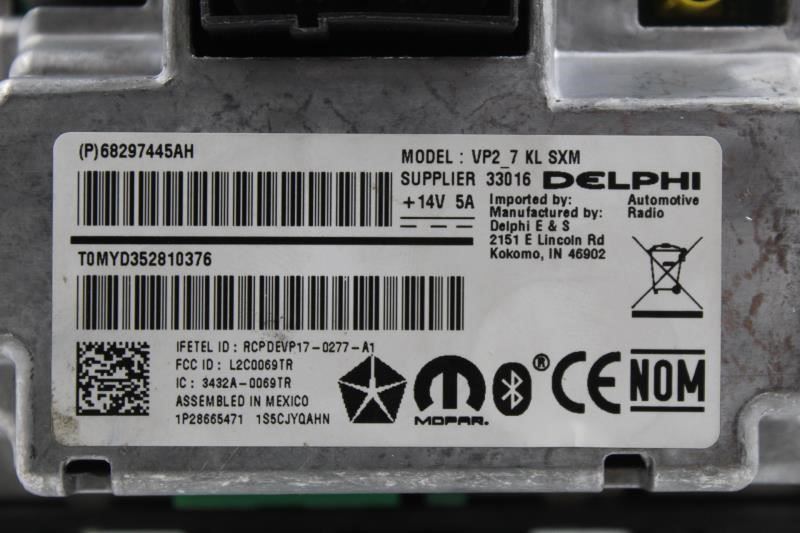 (P)68297445AH
MODEL : VP2_7 KL SXM
SUPPLIER 33016 DELPHI
+14V 5A
Imported by:
Manufactured by:
Delphi E & S
2151 E Lincoln Rd
Kokomo, IN 46902
Automotive
Radio
T0MYD352810376
IFETEL ID : RCPDEVP17-0277-A1
FCC ID : L2C0069TR
IC : 3432A-0069TR
ASSEMBLED IN MEXICO
1P28665471 1S5CJYQAHN
MOPAR.
®
CE
NOM